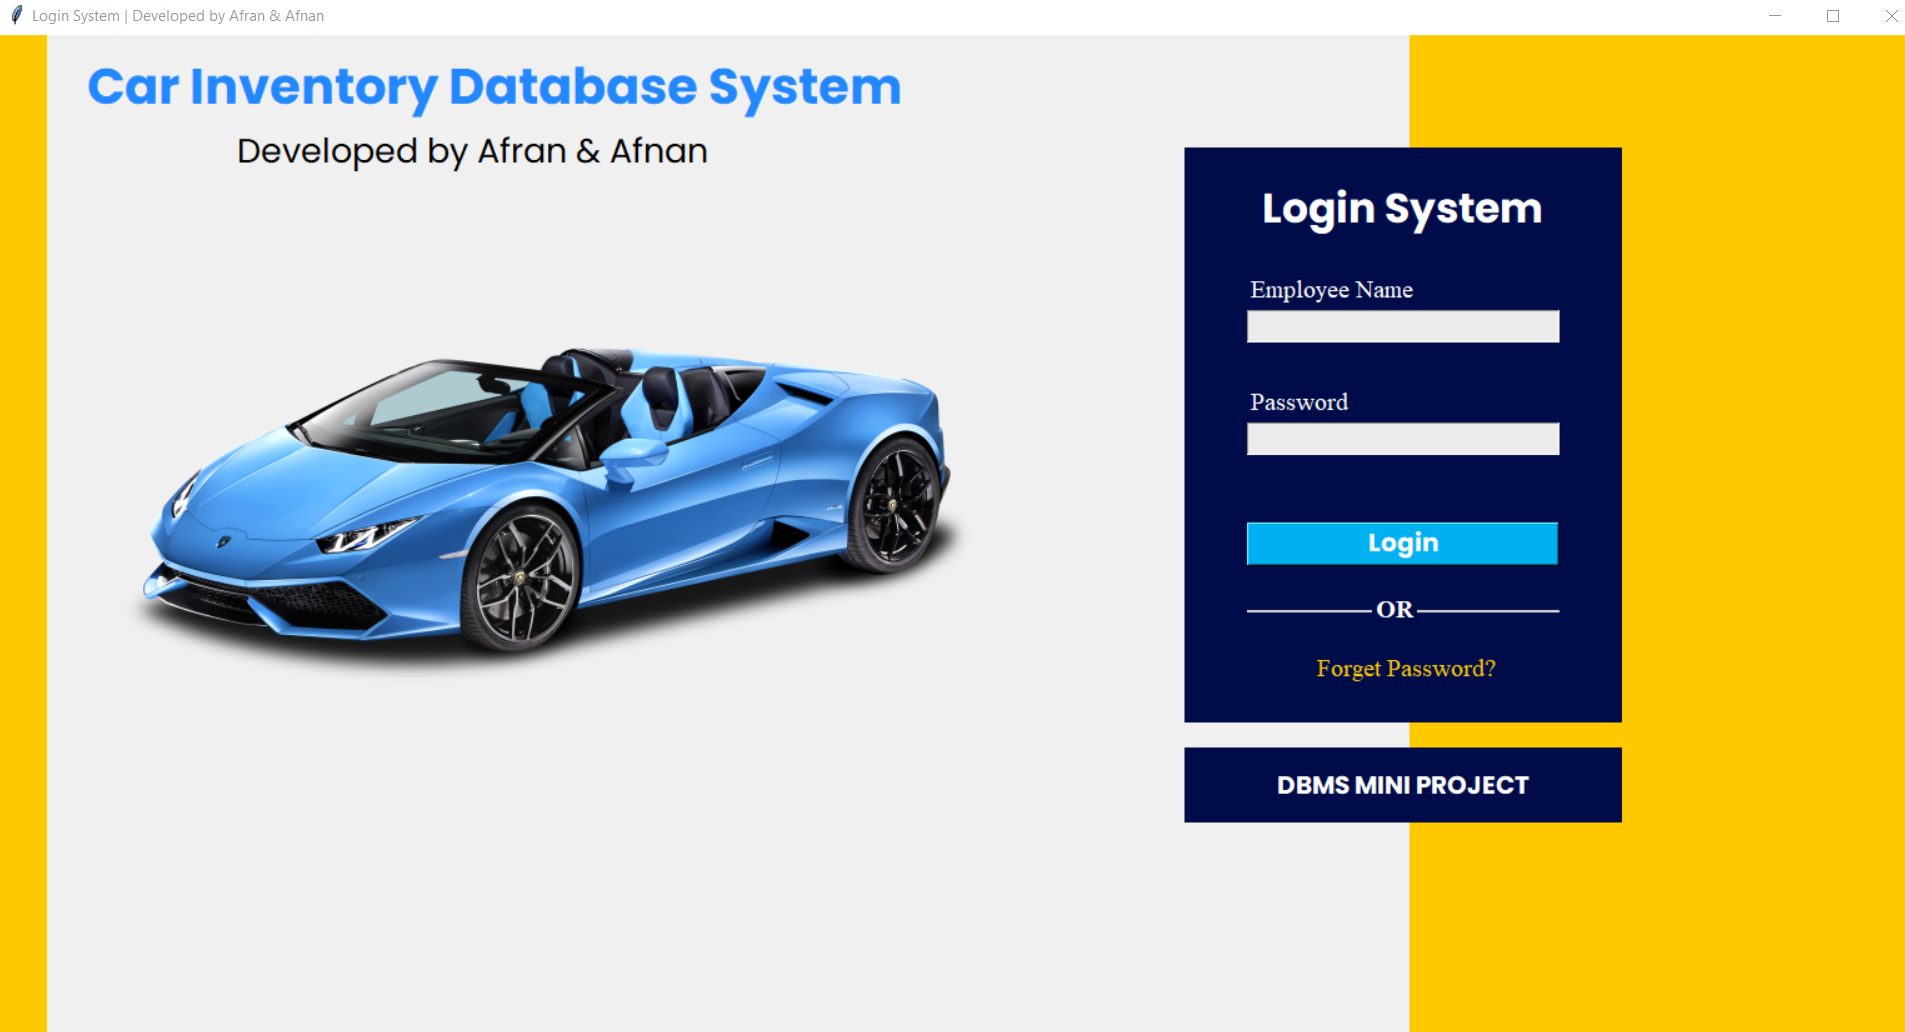 Login System | Developed by Afran & Afnan
Car Inventory Database System
Developed by Afran & Afnan
Login System
Employee Name
Password
Login
OR
Forget Password?
DBMS MINI PROJECT